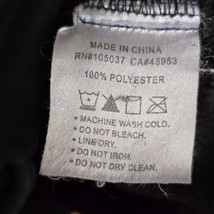 MADE IN CHINA
RN#105037 CA#45953
100% POLYESTER
• MACHINE WASH COLD.
• DO NOT BLEACH.
• LINE DRY.
• DO NOT IRON.
• DO NOT DRY CLEAN.